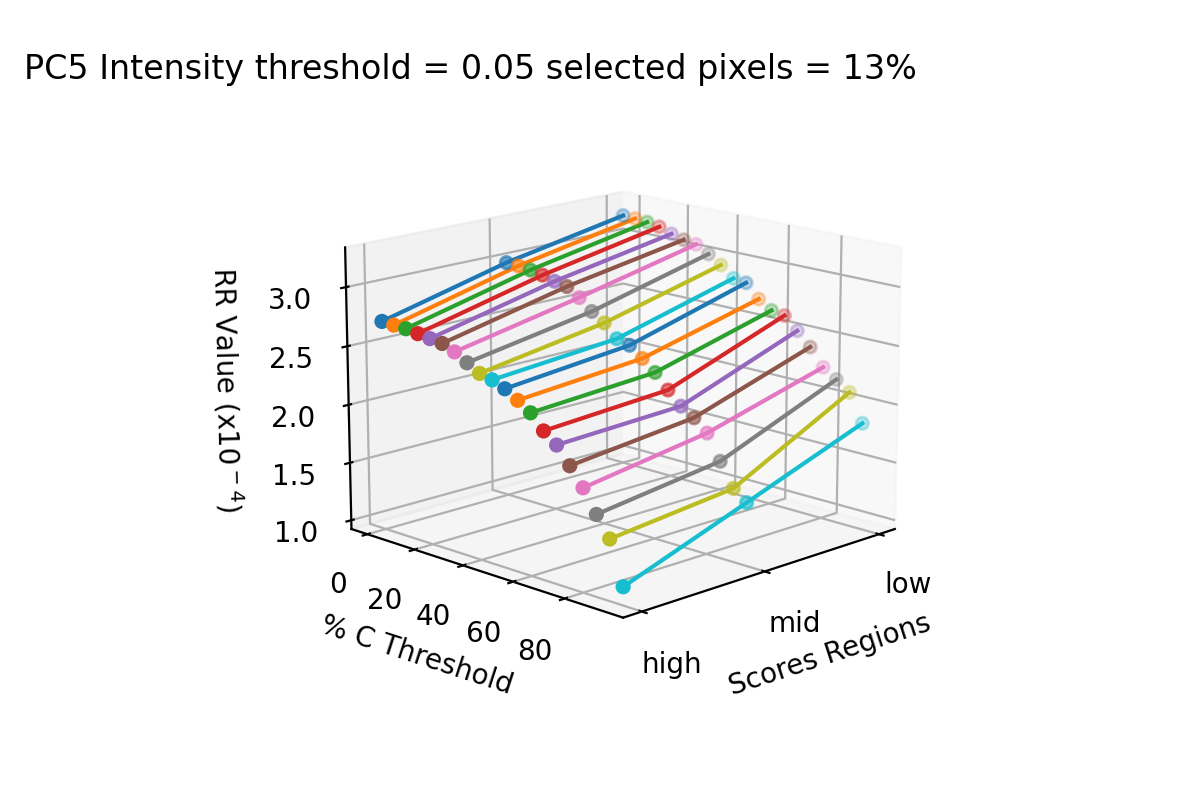 PC5 Intensity threshold = 0.05 selected pixels = 13%
RR Value (x10⁻⁴)
3.0
2.5
2.0
1.5
1.0
0
20
40
60
80
% C Threshold
high
mid
low
Scores Regions